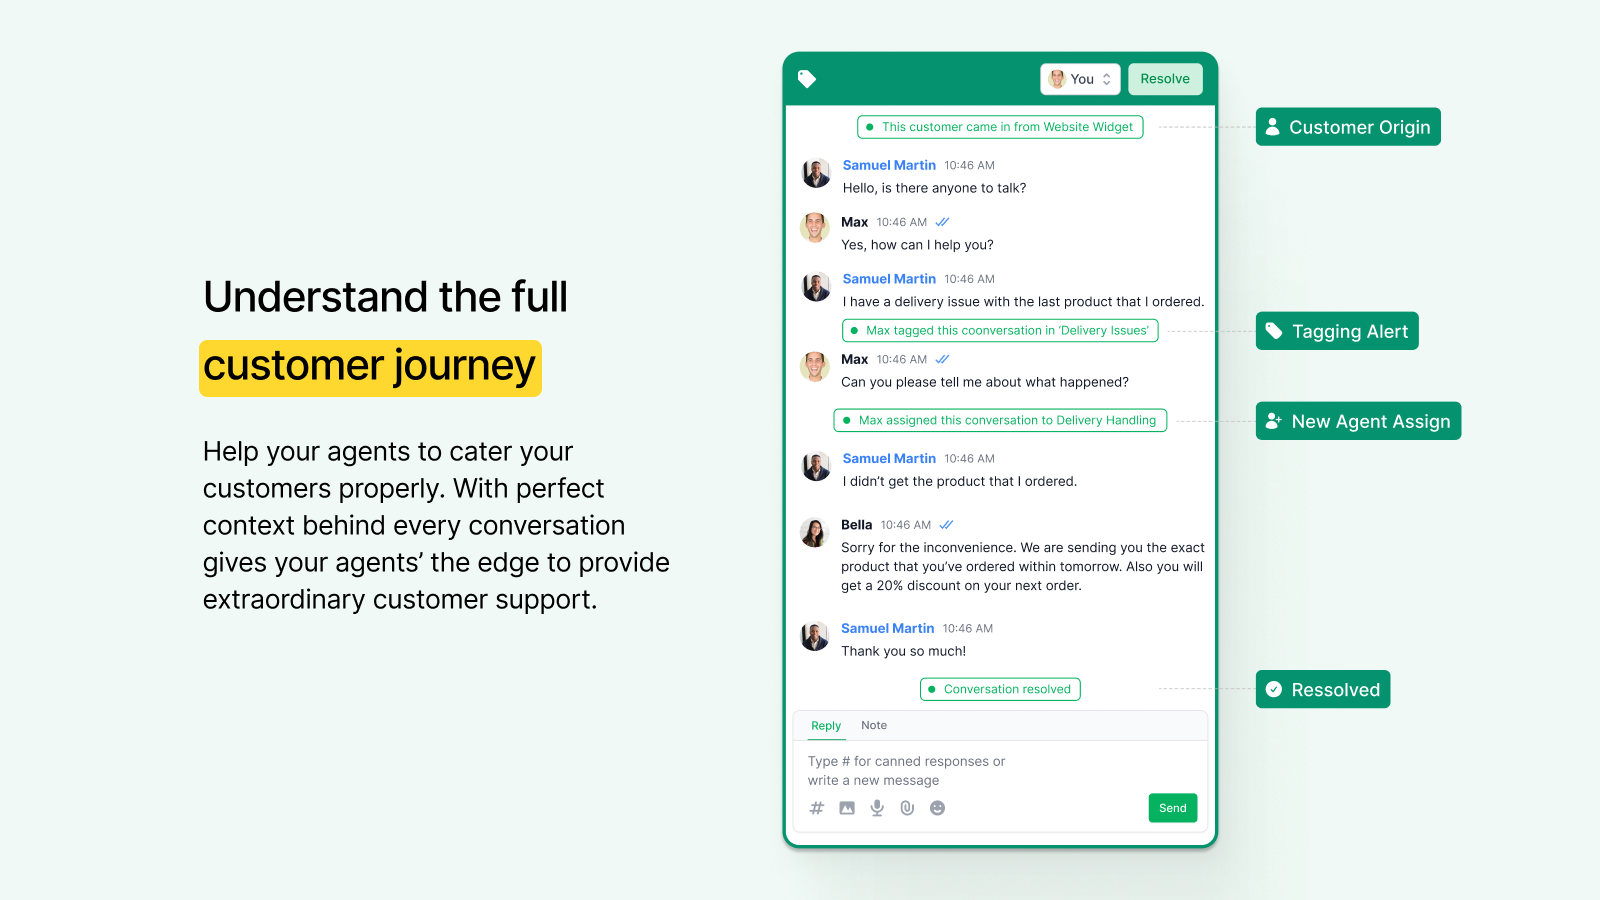 Understand the full
customer journey
Help your agents to cater your
customers properly. With perfect
context behind every conversation
gives your agents’ the edge to provide
extraordinary customer support.
You
Resolve
This customer came in from Website Widget
Customer Origin
Samuel Martin 10:46 AM
Hello, is there anyone to talk?
Max 10:46 AM
Yes, how can I help you?
Samuel Martin 10:46 AM
I have a delivery issue with the last product that I ordered.
Max tagged this coonversation in ‘Delivery Issues’
Tagging Alert
Max 10:46 AM
Can you please tell me about what happened?
Max assigned this conversation to Delivery Handling
New Agent Assign
Samuel Martin 10:46 AM
I didn’t get the product that I ordered.
Bella 10:46 AM
Sorry for the inconvenience. We are sending you the exact
product that you’ve ordered within tomorrow. Also you will
get a 20% discount on your next order.
Samuel Martin 10:46 AM
Thank you so much!
Conversation resolved
Ressolved
Reply Note
Type # for canned responses or
write a new message
Send